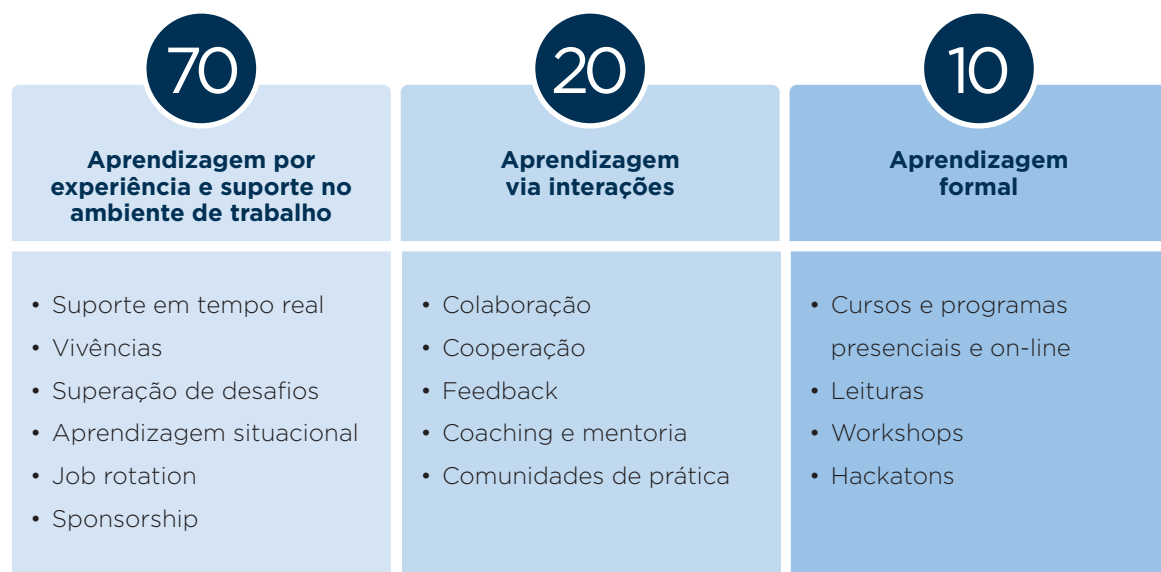 70
Aprendizagem por
experiência e suporte no
ambiente de trabalho
• Suporte em tempo real
• Vivências
• Superação de desafios
• Aprendizagem situacional
• Job rotation
• Sponsorship
20
Aprendizagem
via interações
• Colaboração
• Cooperação
• Feedback
• Coaching e mentoria
• Comunidades de prática
10
Aprendizagem
formal
• Cursos e programas
presenciais e on-line
• Leituras
• Workshops
• Hackatons